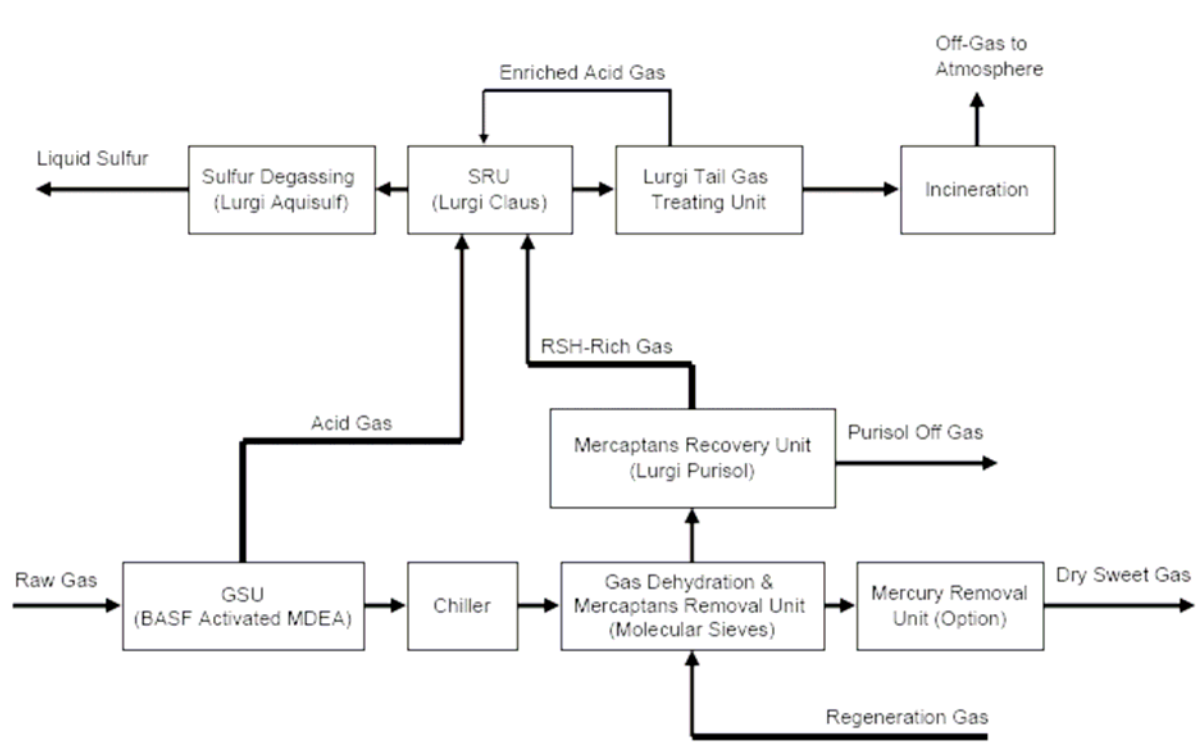 Off-Gas to
Atmosphere
Enriched Acid Gas
Liquid Sulfur
Sulfur Degassing
(Lurgi Aquisulf)
SRU
(Lurgi Claus)
Lurgi Tail Gas
Treating Unit
Incineration
RSH-Rich Gas
Acid Gas
Mercaptans Recovery Unit
(Lurgi Purisol)
Purisol Off Gas
Raw Gas
GSU
(BASF Activated MDEA)
Chiller
Gas Dehydration &
Mercaptans Removal Unit
(Molecular Sieves)
Mercury Removal
Unit (Option)
Dry Sweet Gas
Regeneration Gas